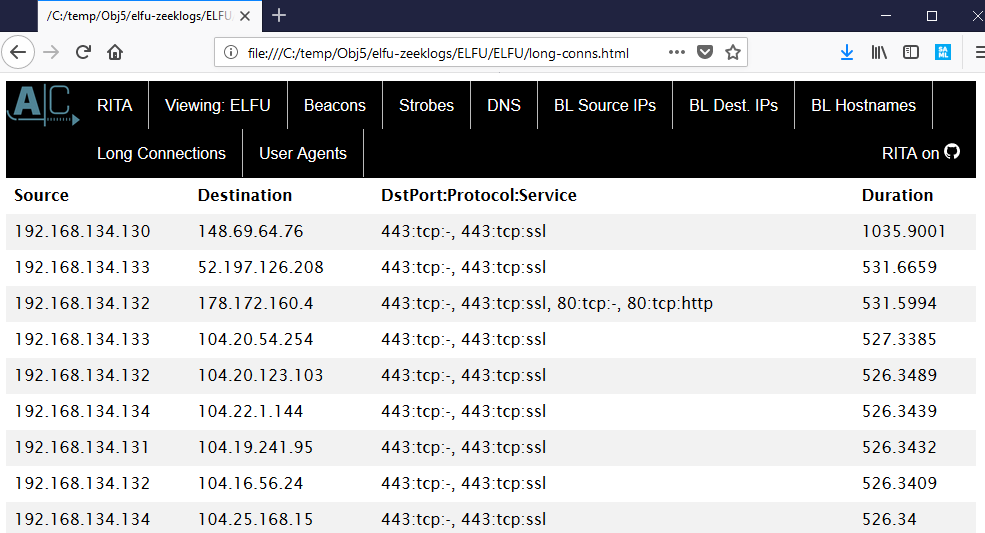 /C:/temp/Obj5/elfu-zeeklogs/ELFU/
file:///C:/temp/Obj5/elfu-zeeklogs/ELFU/ELFU/long-conns.html
SA ML
A|C RITA Viewing: ELFU Beacons Strobes DNS BL Source IPs BL Dest. IPs BL Hostnames
Long Connections User Agents RITA on
Source Destination DstPort:Protocol:Service Duration
192.168.134.130 148.69.64.76 443:tcp:-, 443:tcp:ssl 1035.9001
192.168.134.133 52.197.126.208 443:tcp:-, 443:tcp:ssl 531.6659
192.168.134.132 178.172.160.4 443:tcp:-, 443:tcp:ssl, 80:tcp:-, 80:tcp:http 531.5994
192.168.134.133 104.20.54.254 443:tcp:-, 443:tcp:ssl 527.3385
192.168.134.132 104.20.123.103 443:tcp:-, 443:tcp:ssl 526.3489
192.168.134.134 104.22.1.144 443:tcp:-, 443:tcp:ssl 526.3439
192.168.134.131 104.19.241.95 443:tcp:-, 443:tcp:ssl 526.3432
192.168.134.132 104.16.56.24 443:tcp:-, 443:tcp:ssl 526.3409
192.168.134.134 104.25.168.15 443:tcp:-, 443:tcp:ssl 526.34